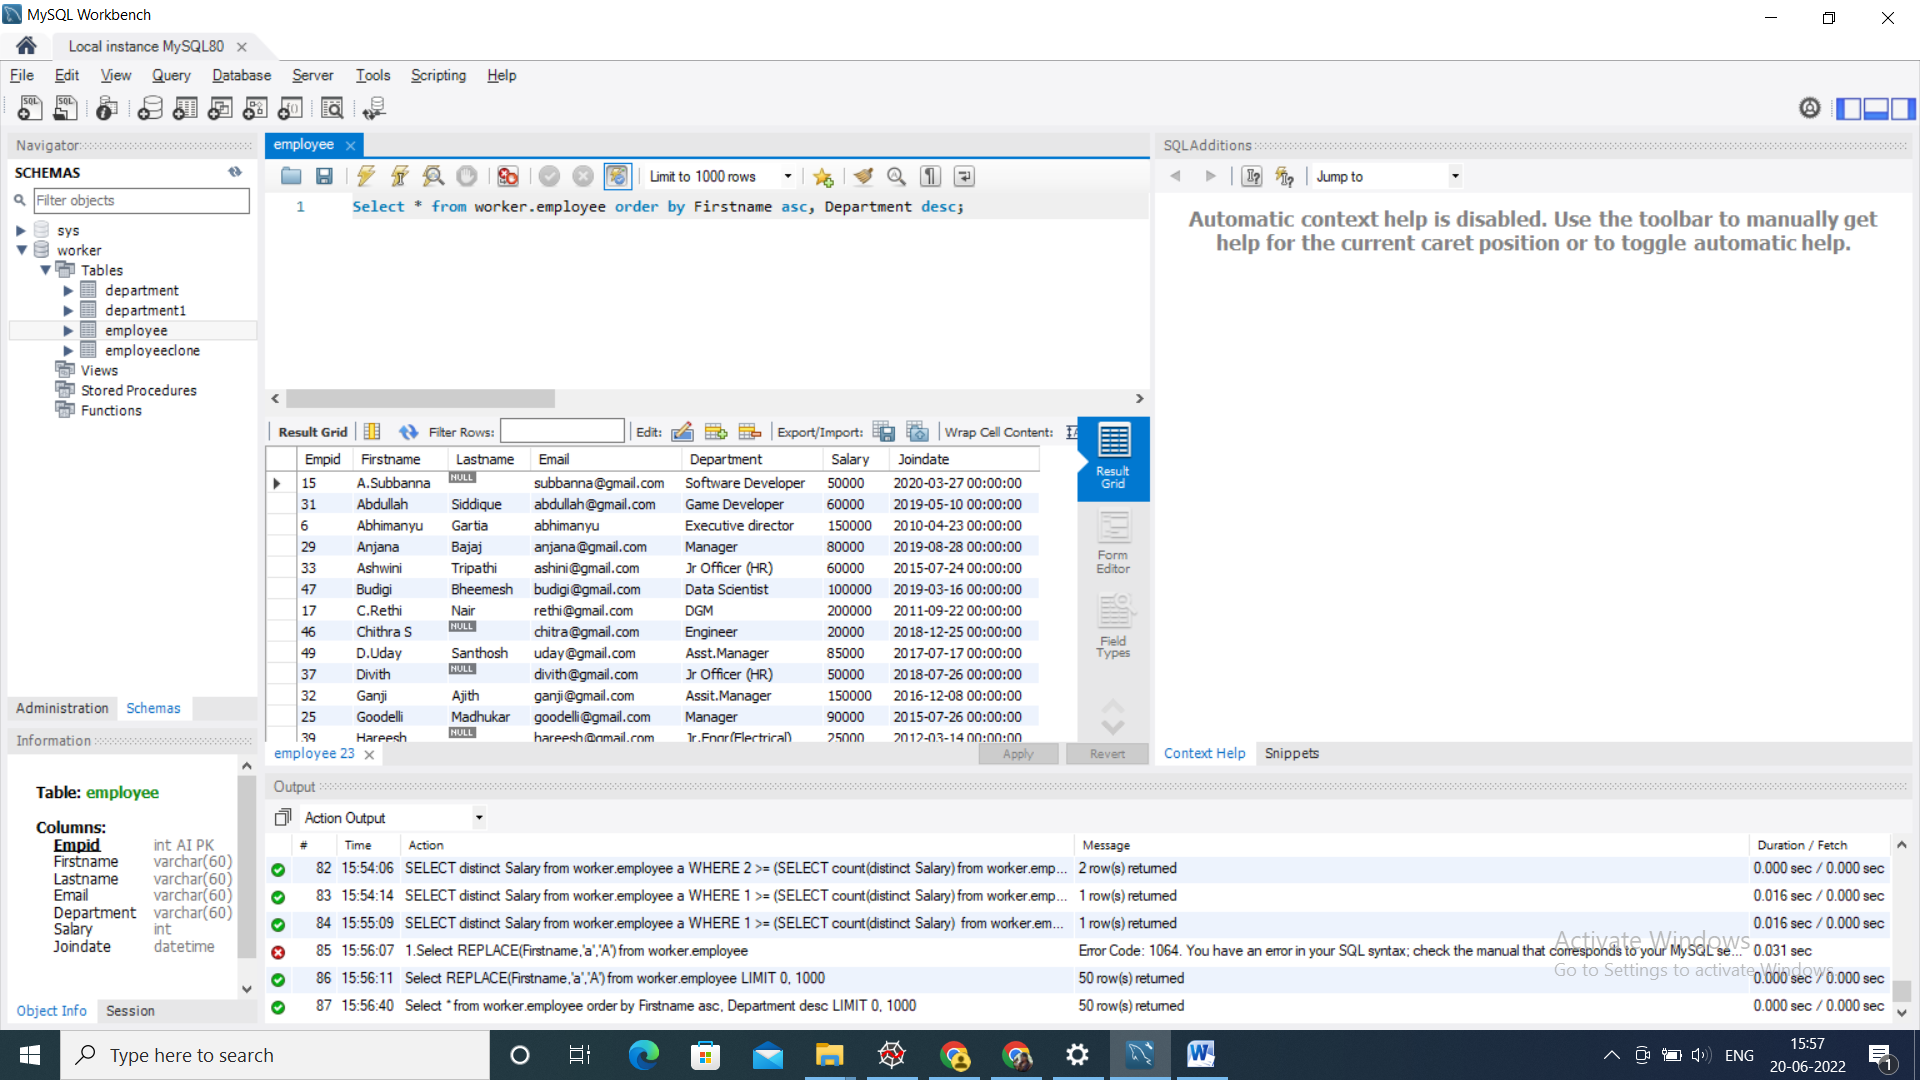 MySQL Workbench
Local instance MySQL80
File Edit View Query Database Server Tools Scripting Help
Navigator
SCHEMAS
Filter objects
sys
worker
Tables
department
department1
employee
employeeclone
Views
Stored Procedures
Functions
Administration Schemas
Information
Table: employee
Columns:
Empid int AI PK
Firstname varchar(60)
Lastname varchar(60)
Email varchar(60)
Department varchar(60)
Salary int
Joindate datetime
Object Info Session
employee
Limit to 1000 rows
1 Select * from worker.employee order by Firstname asc, Department desc;
Result Grid Filter Rows: Edit: Export/Import: Wrap Cell Content:
Empid Firstname Lastname Email Department Salary Joindate
15 A.Subbanna NULL subbanna@gmail.com Software Developer 50000 2020-03-27 00:00:00
31 Abdullah Siddique abdullah@gmail.com Game Developer 60000 2019-05-10 00:00:00
6 Abhimanyu Gartia abhimanyu Executive director 150000 2010-04-23 00:00:00
29 Anjana Bajaj anjana@gmail.com Manager 80000 2019-08-28 00:00:00
33 Ashwini Tripathi ashini@gmail.com Jr Officer (HR) 60000 2015-07-24 00:00:00
47 Budigi Bheemesh budigi@gmail.com Data Scientist 100000 2019-03-16 00:00:00
17 C.Rethi Nair rethi@gmail.com DGM 200000 2011-09-22 00:00:00
46 Chithra S NULL chitra@gmail.com Engineer 20000 2018-12-25 00:00:00
49 D.Uday Santhosh uday@gmail.com Asst.Manager 85000 2017-07-17 00:00:00
37 Divith NULL divith@gmail.com Jr Officer (HR) 50000 2018-07-26 00:00:00
32 Ganji Ajith ganji@gmail.com Assit.Manager 150000 2016-12-08 00:00:00
25 Goodelli Madhukar goodelli@gmail.com Manager 90000 2015-07-26 00:00:00
39 Hareesh NULL hareesh@gmail.com Jr.Engr(Electrical) 25000 2012-03-14 00:00:00
Result
Grid
Form
Editor
Field
Types
employee 23 Apply Revert
SQLAdditions
Jump to
Automatic context help is disabled. Use the toolbar to manually get
help for the current caret position or to toggle automatic help.
Context Help Snippets
Output
Action Output
# Time Action Message Duration / Fetch
82 15:54:06 SELECT distinct Salary from worker.employee a WHERE 2 >= (SELECT count(distinct Salary) from worker.emp... 2 row(s) returned 0.000 sec / 0.000 sec
83 15:54:14 SELECT distinct Salary from worker.employee a WHERE 1 >= (SELECT count(distinct Salary) from worker.emp... 1 row(s) returned 0.016 sec / 0.000 sec
84 15:55:09 SELECT distinct Salary from worker.employee a WHERE 1 >= (SELECT count(distinct Salary) from worker.em... 1 row(s) returned 0.016 sec / 0.000 sec
85 15:56:07 1.Select REPLACE(Firstname,'a','A') from worker.employee Error Code: 1064. You have an error in your SQL syntax; check the manual that corresponds to your MySQL se... 0.031 sec
86 15:56:11 Select REPLACE(Firstname,'a','A') from worker.employee LIMIT 0, 1000 50 row(s) returned 0.000 sec / 0.000 sec
87 15:56:40 Select * from worker.employee order by Firstname asc, Department desc LIMIT 0, 1000 50 row(s) returned 0.000 sec / 0.000 sec
Activate Windows
Go to Settings to activate Windows.
Type here to search
ENG
15:57
20-06-2022
1